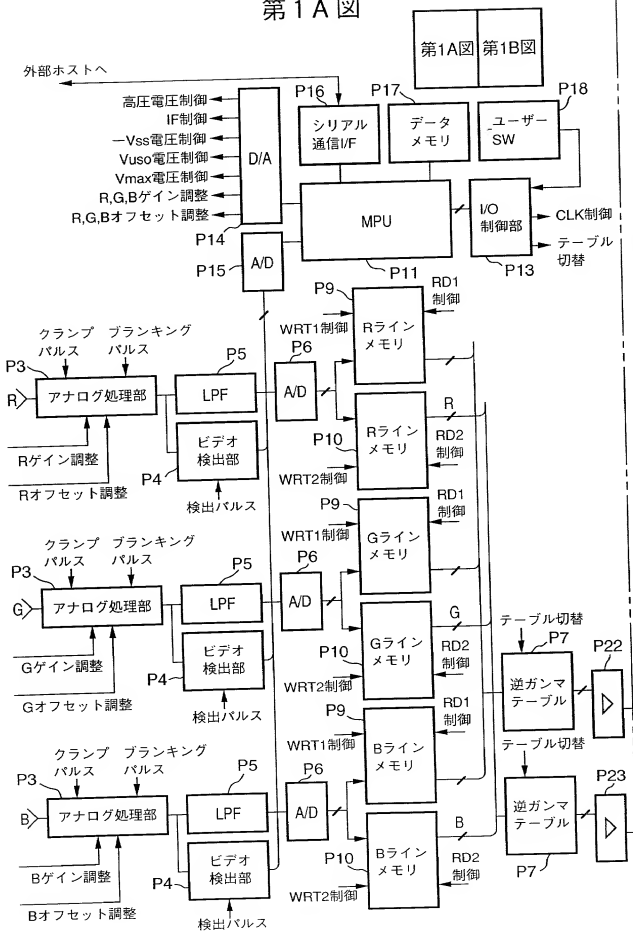 第1A図
第1A図 第1B図
外部ホストへ
高圧電圧制御
IF制御
−Vss電圧制御
Vuso電圧制御
Vmax電圧制御
R,G,Bゲイン調整
R,G,Bオフセット調整
D/A
P14
P16
シリアル
通信I/F
P17
データ
メモリ
P18
ユーザー
SW
MPU
P11
I/O
制御部
P13
CLK制御
テーブル
切替
P15
A/D
クランプ
パルス
ブランキング
パルス
P3
R
アナログ処理部
P5
LPF
P4
ビデオ
検出部
検出パルス
Rゲイン調整
Rオフセット調整
P6
A/D
P9
WRT1制御
Rライン
メモリ
RD1
制御
P10
WRT2制御
Rライン
メモリ
R
RD2
制御
クランプ
パルス
ブランキング
パルス
P3
G
アナログ処理部
P5
LPF
P4
ビデオ
検出部
検出パルス
Gゲイン調整
Gオフセット調整
P6
A/D
P9
WRT1制御
Gライン
メモリ
RD1
制御
P10
WRT2制御
Gライン
メモリ
G
RD2
制御
テーブル切替
P7
逆ガンマ
テーブル
P22
クランプ
パルス
ブランキング
パルス
P3
B
アナログ処理部
P5
LPF
P4
ビデオ
検出部
検出パルス
Bゲイン調整
Bオフセット調整
P6
A/D
P9
WRT1制御
Bライン
メモリ
RD1
制御
P10
WRT2制御
Bライン
メモリ
B
RD2
制御
テーブル切替
逆ガンマ
テーブル
P7
P23